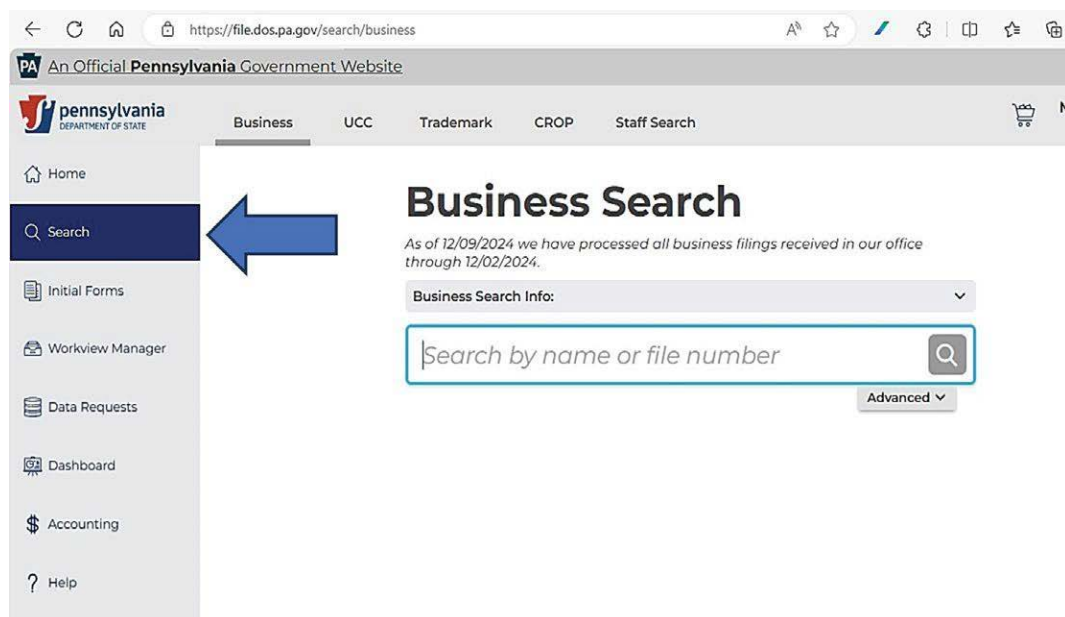 https://file.dos.pa.gov/search/business
PA An Official Pennsylvania Government Website
pennsylvania
DEPARTMENT OF STATE
Business UCC Trademark CROP Staff Search
N
Home
Search
Initial Forms
Workview Manager
Data Requests
Dashboard
$ Accounting
? Help
Business Search
As of 12/09/2024 we have processed all business filings received in our office
through 12/02/2024.
Business Search Info:
Search by name or file number
Advanced